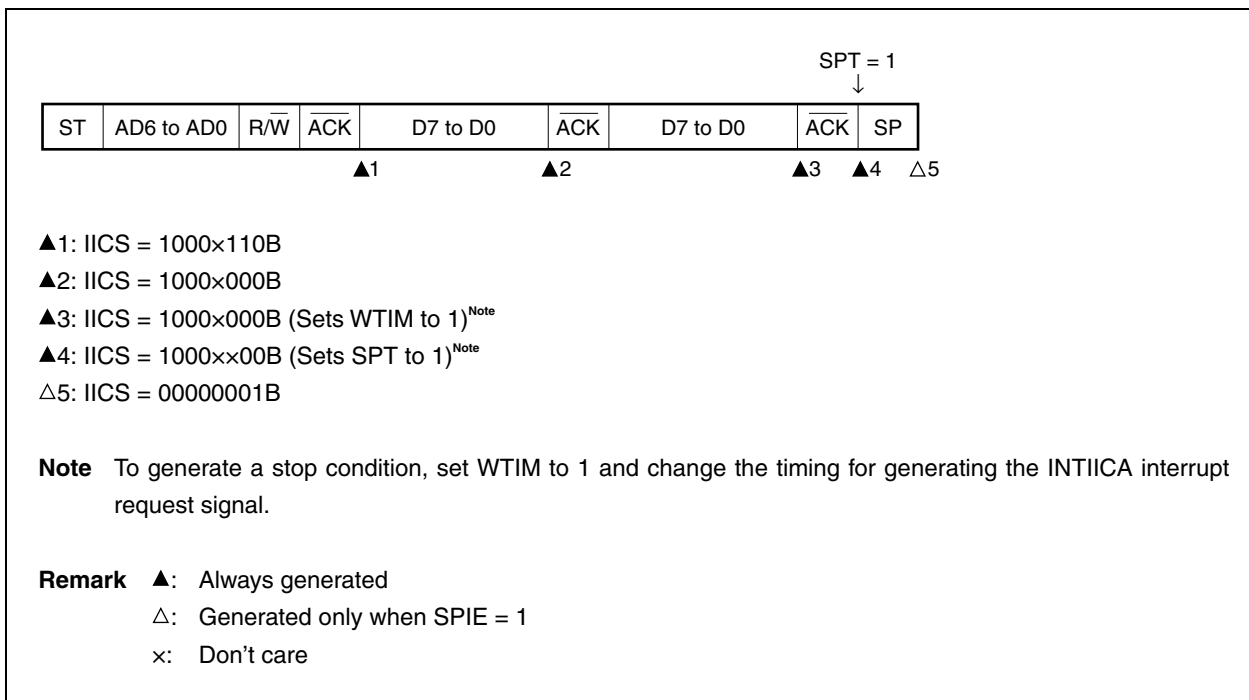 SPT = 1
↓
ST AD6 to AD0 R/W̅ A̅C̅K̅ D7 to D0 A̅C̅K̅ D7 to D0 A̅C̅K̅ SP
▲1 ▲2 ▲3 ▲4 △5
▲1: IICS = 1000×110B
▲2: IICS = 1000×000B
▲3: IICS = 1000×000B (Sets WTIM to 1)Note
▲4: IICS = 1000××00B (Sets SPT to 1)Note
△5: IICS = 00000001B
Note To generate a stop condition, set WTIM to 1 and change the timing for generating the INTIICA interrupt
request signal.
Remark ▲: Always generated
△: Generated only when SPIE = 1
×: Don't care